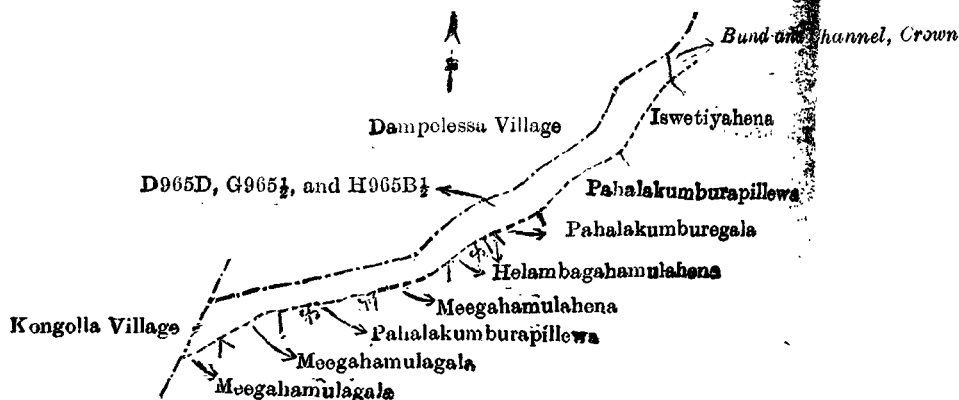 Bund and Channel, Crown
Dampolessa Village
Iswetiyahena
D965D, G965½, and H965B½
Pahalakumburapillewa
Pahalakumburegala
Helambagahamulahena
Meegahamulahena
Kongolla Village
Pahalakumburapillewa
Meegahamulagala
Meegahamulagala